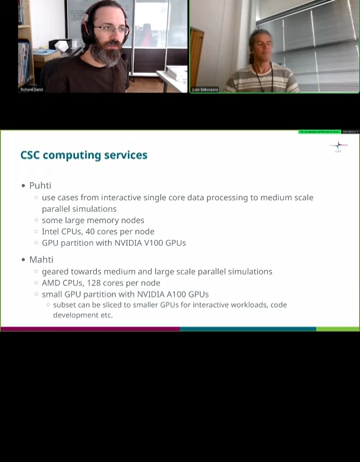 CSC computing services
Puhti
use cases from interactive single core data processing to medium scale
parallel simulations
some large memory nodes
Intel CPUs, 40 cores per node
GPU partition with NVIDIA V100 GPUs
Mahti
geared towards medium and large scale parallel simulations
AMD CPUs, 128 cores per node
small GPU partition with NVIDIA A100 GPUs
subset can be sliced to smaller GPUs for interactive workloads, code
development etc.